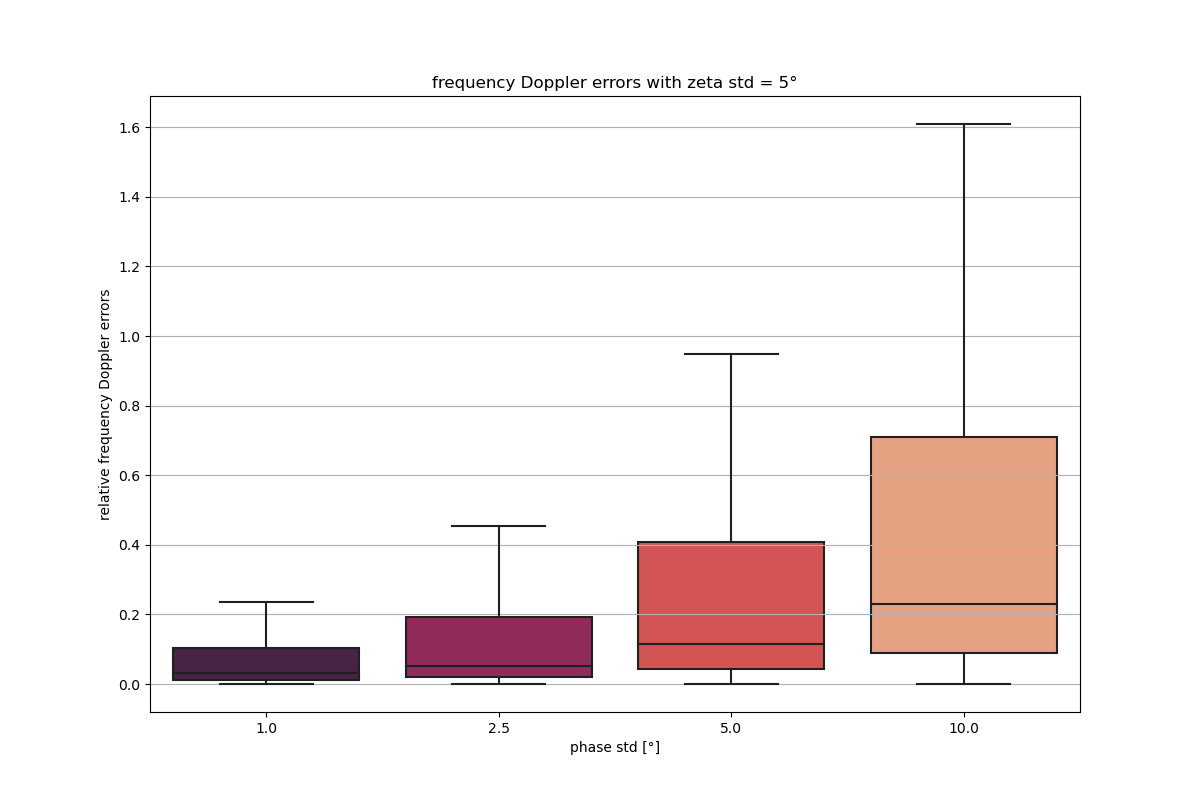 frequency Doppler errors with zeta std = 5°
relative frequency Doppler errors
1.6
1.4
1.2
1.0
0.8
0.6
0.4
0.2
0.0
1.0 2.5 5.0 10.0
phase std [°]